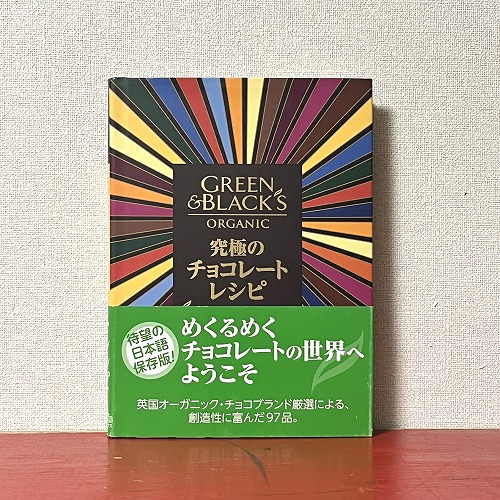 GREEN
&BLACK'S
ORGANIC
究極の
チョコレート
レシピ
待望の
日本語
保存版!
めくるめく
チョコレートの世界へ
ようこそ
英国オーガニック・チョコブランド厳選による、
創造性に富んだ97品。